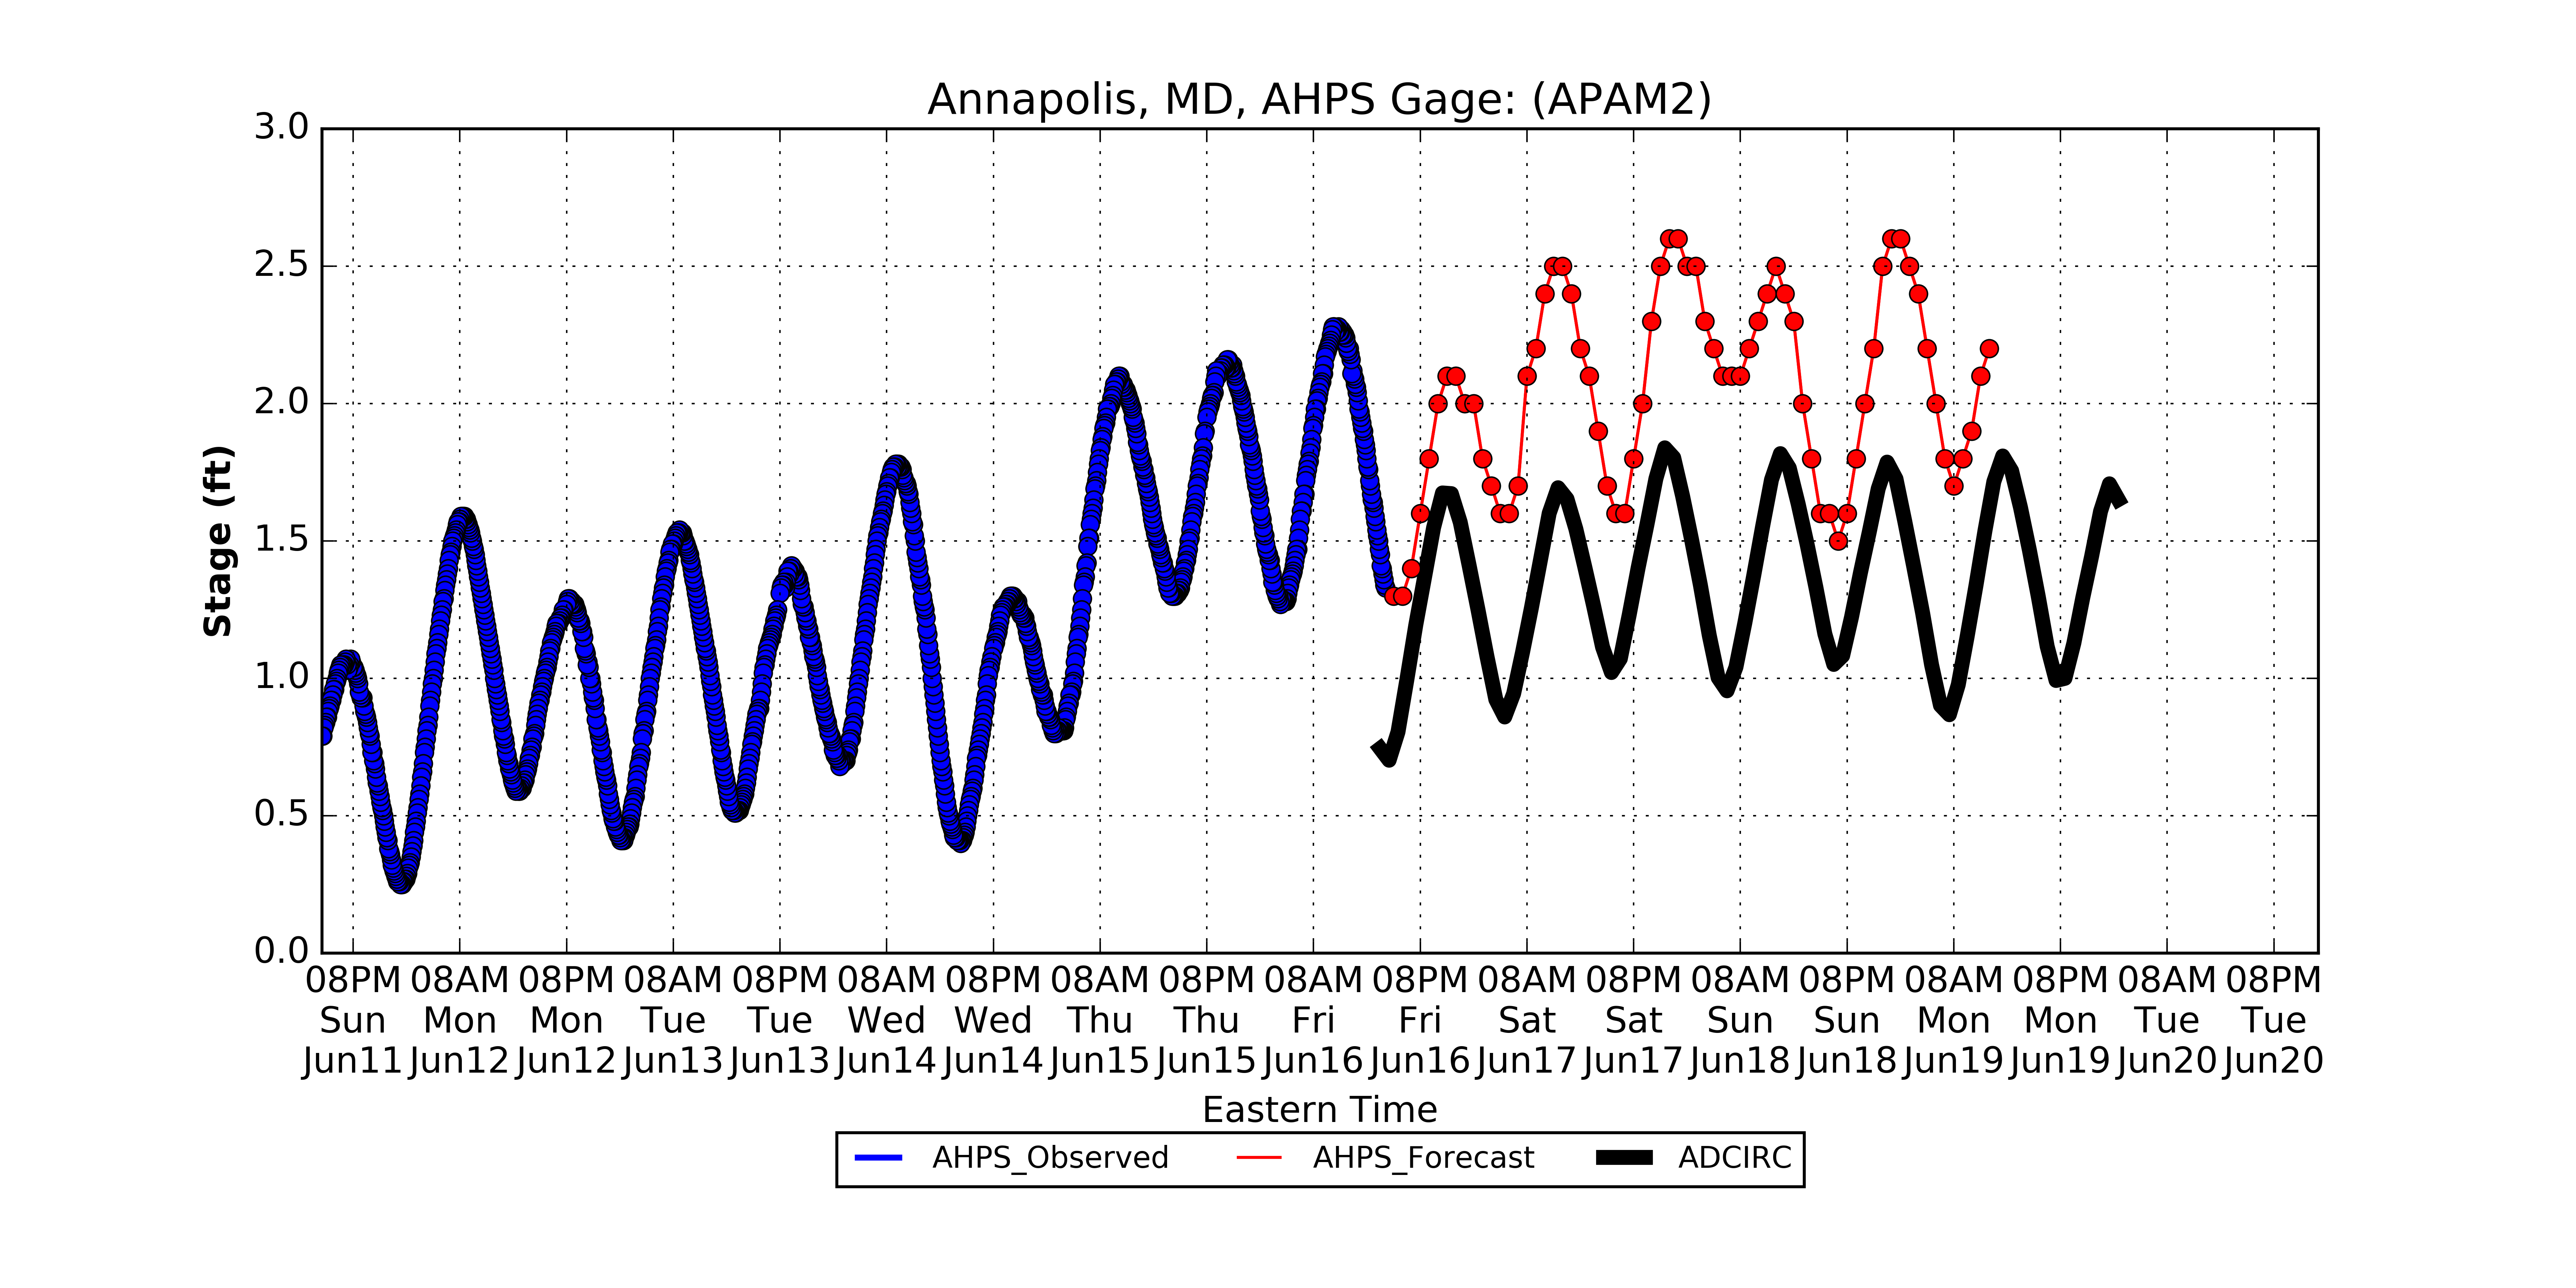 Annapolis, MD, AHPS Gage: (APAM2)
3.0
2.5
2.0
1.5
1.0
0.5
0.0
Stage (ft)
08PM 08AM 08PM 08AM 08PM 08AM 08PM 08AM 08PM 08AM 08PM 08AM 08PM 08AM 08PM 08AM 08PM 08AM 08PM
Sun Mon Mon Tue Tue Wed Wed Thu Thu Fri Fri Sat Sat Sun Sun Mon Mon Tue Tue
Jun11 Jun12 Jun12 Jun13 Jun13 Jun14 Jun14 Jun15 Jun15 Jun16 Jun16 Jun17 Jun17 Jun18 Jun18 Jun19 Jun19 Jun20 Jun20
Eastern Time
AHPS_Observed AHPS_Forecast ADCIRC